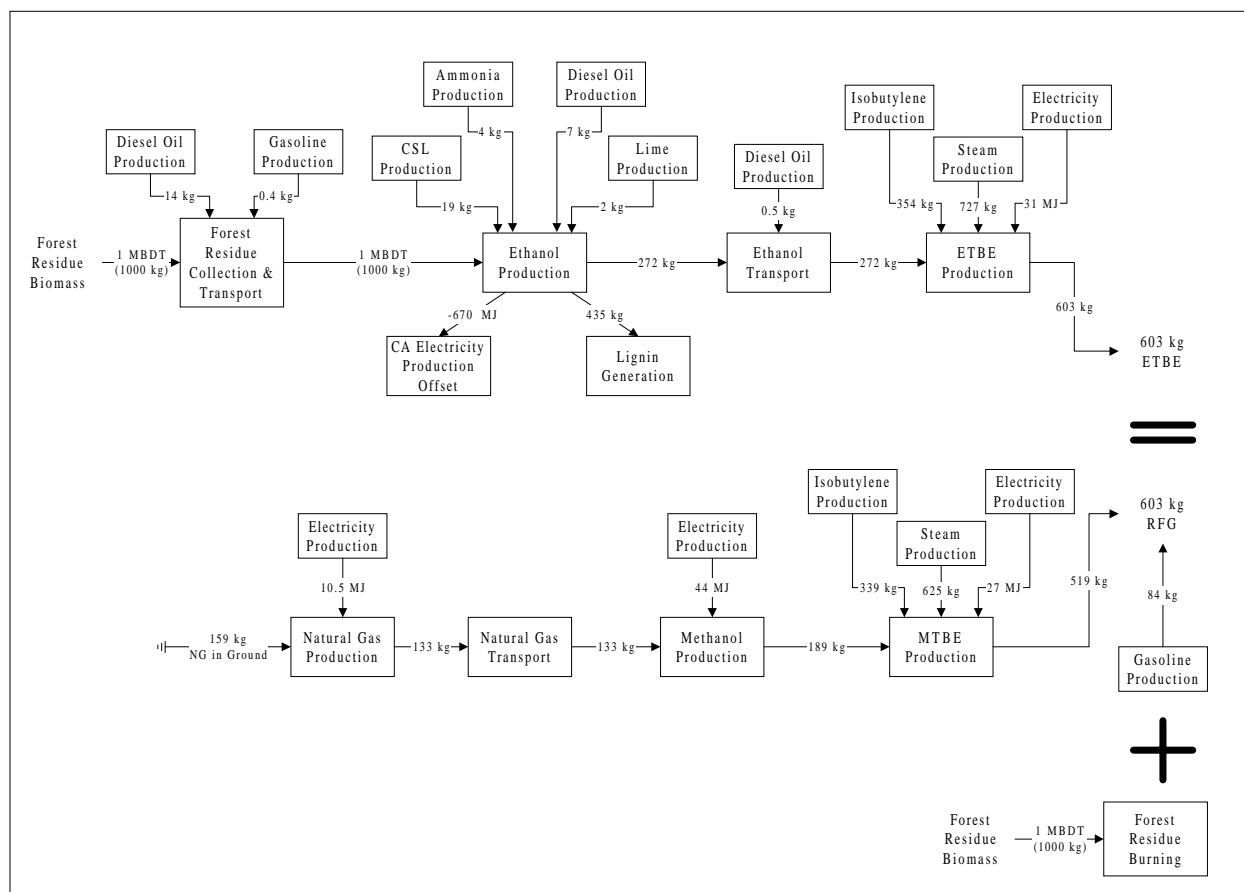 Ammonia
Production
Diesel Oil
Production
Isobutylene
Production
Electricity
Production
4 kg
7 kg
Diesel Oil
Production
Gasoline
Production
CSL
Production
Lime
Production
Diesel Oil
Production
Steam
Production
14 kg
0.4 kg
19 kg
2 kg
0.5 kg
354 kg
727 kg
31 MJ
Forest
Residue
Biomass
1 MBDT
(1000 kg)
Forest
Residue
Collection &
Transport
1 MBDT
(1000 kg)
Ethanol
Production
272 kg
Ethanol
Transport
272 kg
ETBE
Production
603 kg
-670 MJ
435 kg
CA Electricity
Production
Offset
Lignin
Generation
603 kg
ETBE
=
Isobutylene
Production
Electricity
Production
603 kg
RFG
Electricity
Production
Electricity
Production
Steam
Production
10.5 MJ
44 MJ
339 kg
625 kg
27 MJ
519 kg
84 kg
159 kg
NG in Ground
Natural Gas
Production
133 kg
Natural Gas
Transport
133 kg
Methanol
Production
189 kg
MTBE
Production
Gasoline
Production
+
Forest
Residue
Biomass
1 MBDT
(1000 kg)
Forest
Residue
Burning